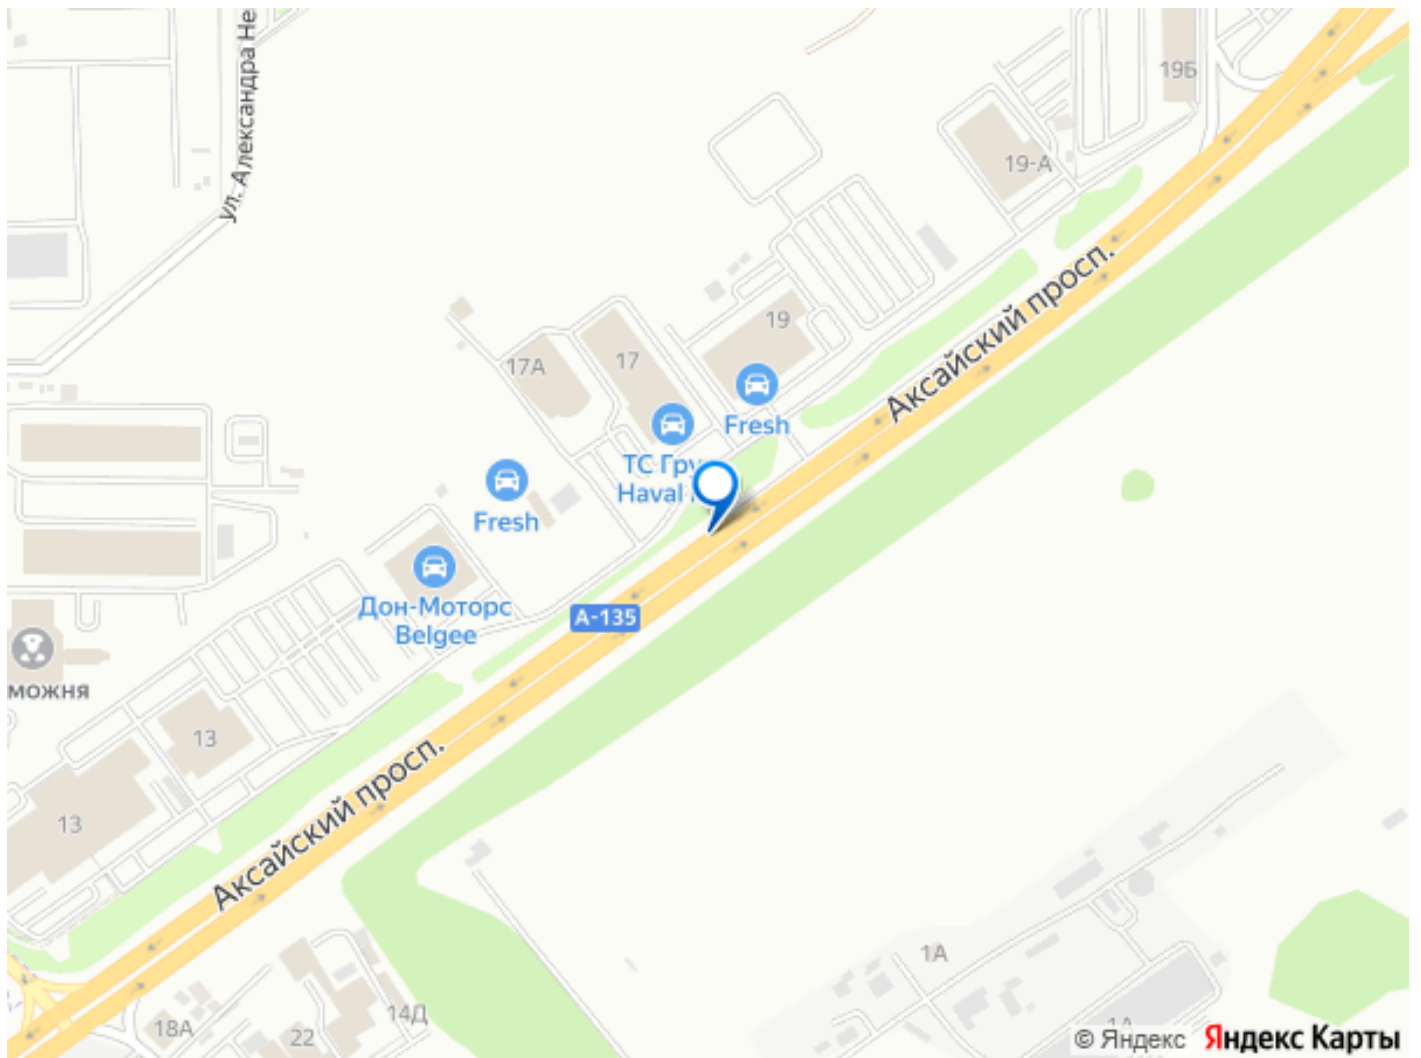 ул. Александра Не
19Б
19-А
19
17
17А
Fresh
ТС Гру
Haval
Fresh
Дон-Моторс
Belgee
А-135
Аксайский просп.
можня
13
13
Аксайский просп.
18А
22
14Д
1А
1А
© Яндекс Яндекс Карты